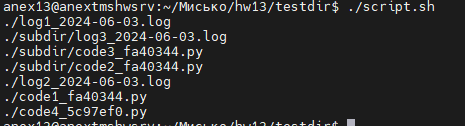 anex13@anextmshwsrv:~/Мисько/hw13/testdir$ ./script.sh
./log1_2024-06-03.log
./subdir/log3_2024-06-03.log
./subdir/code3_fa40344.py
./subdir/code2_fa40344.py
./log2_2024-06-03.log
./code1_fa40344.py
./code4_5c97ef0.py
anex13@anextmshwsrv:~/Мисько/hw13/testdir$